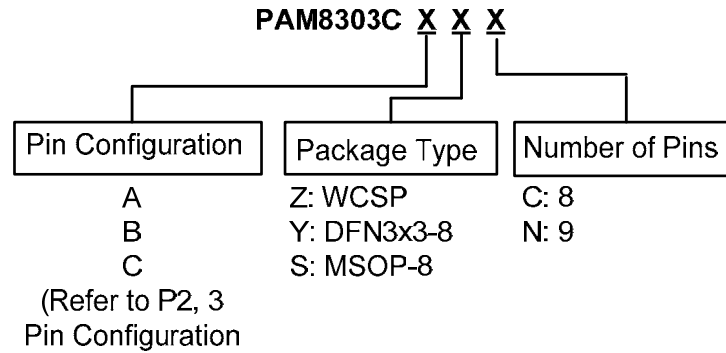 PAM8303C X X X
Pin Configuration
A
B
C
(Refer to P2, 3
Pin Configuration
Package Type
Z: WCSP
Y: DFN3x3-8
S: MSOP-8
Number of Pins
C: 8
N: 9